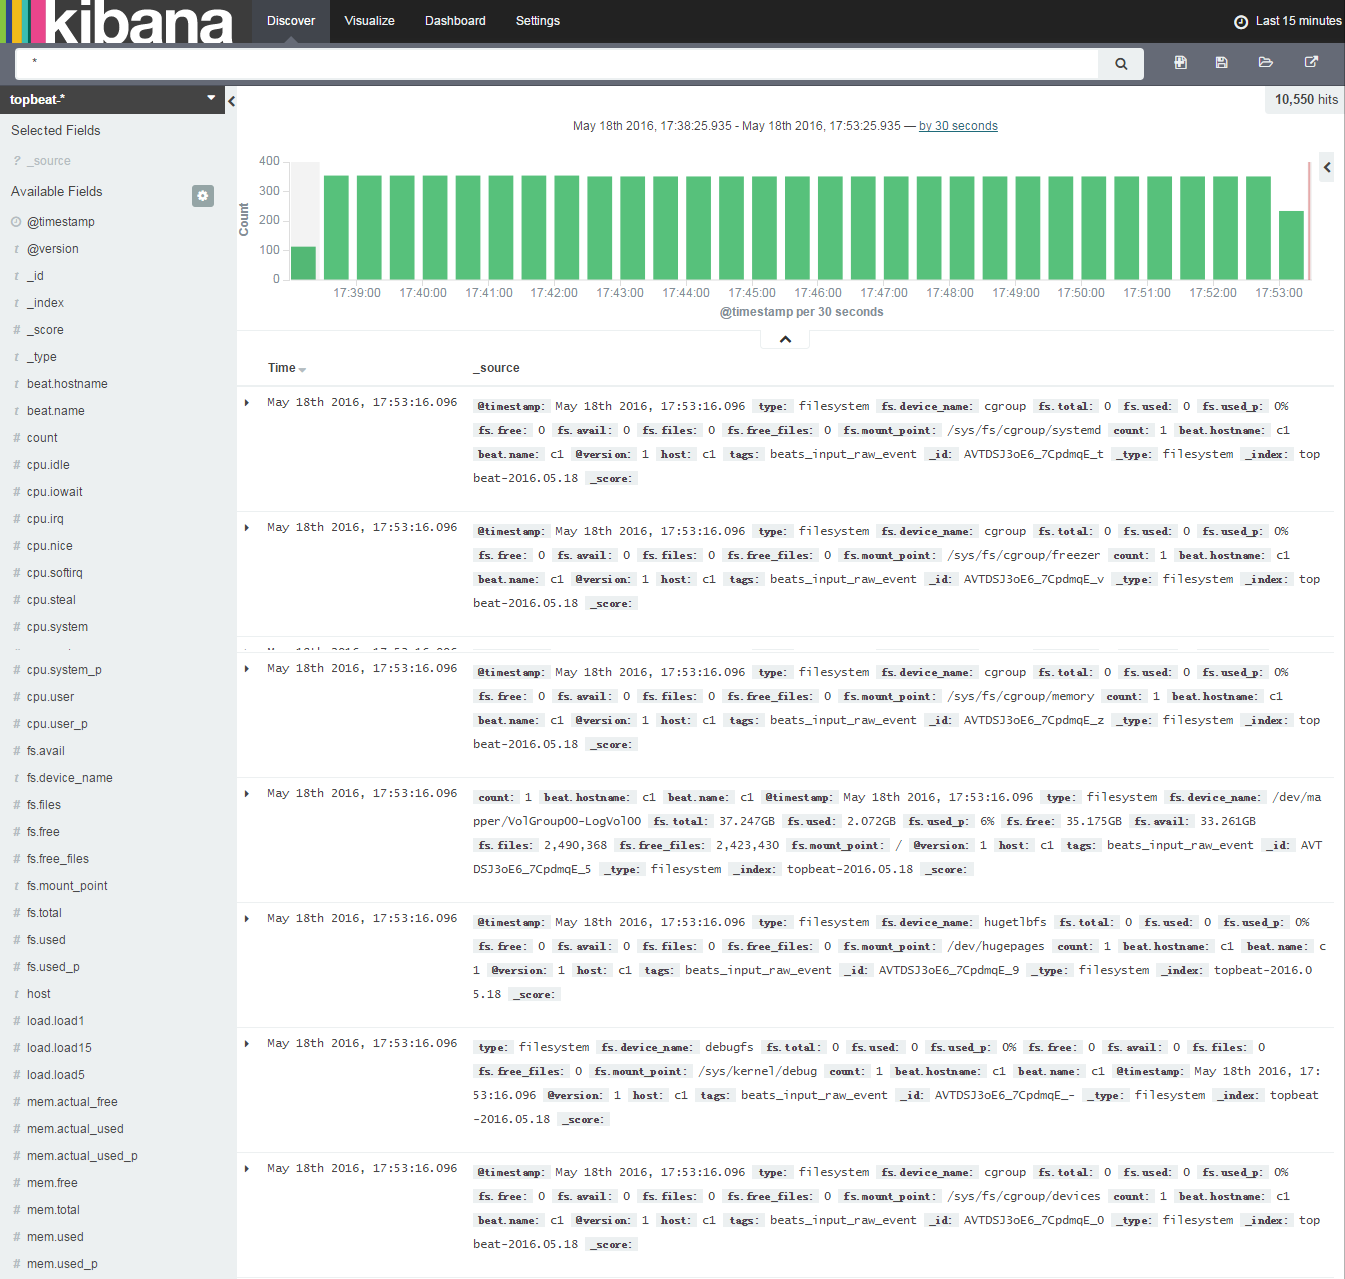 kibana Discover Visualize Dashboard Settings Last 15 minutes
*
topbeat-*
10,550 hits
Selected Fields
? _source
Available Fields
@timestamp
t @version
t _id
t _index
# _score
t _type
t beat.hostname
t beat.name
# count
# cpu.idle
# cpu.iowait
# cpu.irq
# cpu.nice
# cpu.softirq
# cpu.steal
# cpu.system
# cpu.system_p
# cpu.user
# cpu.user_p
# fs.avail
t fs.device_name
# fs.files
# fs.free
# fs.free_files
t fs.mount_point
# fs.total
# fs.used
# fs.used_p
t host
# load.load1
# load.load15
# load.load5
# mem.actual_free
# mem.actual_used
# mem.actual_used_p
# mem.free
# mem.total
# mem.used
# mem.used_p
May 18th 2016, 17:38:25.935 - May 18th 2016, 17:53:25.935 — by 30 seconds
Count
400
300
200
100
0
17:39:00 17:40:00 17:41:00 17:42:00 17:43:00 17:44:00 17:45:00 17:46:00 17:47:00 17:48:00 17:49:00 17:50:00 17:51:00 17:52:00 17:53:00
@timestamp per 30 seconds
Time _source
May 18th 2016, 17:53:16.096 @timestamp: May 18th 2016, 17:53:16.096 type: filesystem fs.device_name: cgroup fs.total: 0 fs.used: 0 fs.used_p: 0%
fs.free: 0 fs.avail: 0 fs.files: 0 fs.free_files: 0 fs.mount_point: /sys/fs/cgroup/systemd count: 1 beat.hostname: c1
beat.name: c1 @version: 1 host: c1 tags: beats_input_raw_event _id: AVTDSJ3oE6_7CpdmqE_t _type: filesystem _index: top
beat-2016.05.18 _score:
May 18th 2016, 17:53:16.096 @timestamp: May 18th 2016, 17:53:16.096 type: filesystem fs.device_name: cgroup fs.total: 0 fs.used: 0 fs.used_p: 0%
fs.free: 0 fs.avail: 0 fs.files: 0 fs.free_files: 0 fs.mount_point: /sys/fs/cgroup/freezer count: 1 beat.hostname: c1
beat.name: c1 @version: 1 host: c1 tags: beats_input_raw_event _id: AVTDSJ3oE6_7CpdmqE_v _type: filesystem _index: top
beat-2016.05.18 _score:
May 18th 2016, 17:53:16.096 @timestamp: May 18th 2016, 17:53:16.096 type: filesystem fs.device_name: cgroup fs.total: 0 fs.used: 0 fs.used_p: 0%
fs.free: 0 fs.avail: 0 fs.files: 0 fs.free_files: 0 fs.mount_point: /sys/fs/cgroup/memory count: 1 beat.hostname: c1
beat.name: c1 @version: 1 host: c1 tags: beats_input_raw_event _id: AVTDSJ3oE6_7CpdmqE_z _type: filesystem _index: top
beat-2016.05.18 _score:
May 18th 2016, 17:53:16.096 count: 1 beat.hostname: c1 beat.name: c1 @timestamp: May 18th 2016, 17:53:16.096 type: filesystem fs.device_name: /dev/ma
pper/VolGroup00-LogVol00 fs.total: 37.247GB fs.used: 2.072GB fs.used_p: 6% fs.free: 35.175GB fs.avail: 33.261GB
fs.files: 2,490,368 fs.free_files: 2,423,430 fs.mount_point: / @version: 1 host: c1 tags: beats_input_raw_event _id: AVT
DSJ3oE6_7CpdmqE_5 _type: filesystem _index: topbeat-2016.05.18 _score:
May 18th 2016, 17:53:16.096 @timestamp: May 18th 2016, 17:53:16.096 type: filesystem fs.device_name: hugetlbfs fs.total: 0 fs.used: 0 fs.used_p: 0%
fs.free: 0 fs.avail: 0 fs.files: 0 fs.free_files: 0 fs.mount_point: /dev/hugepages count: 1 beat.hostname: c1 beat.name: c
1 @version: 1 host: c1 tags: beats_input_raw_event _id: AVTDSJ3oE6_7CpdmqE_9 _type: filesystem _index: topbeat-2016.0
5.18 _score:
May 18th 2016, 17:53:16.096 type: filesystem fs.device_name: debugfs fs.total: 0 fs.used: 0 fs.used_p: 0% fs.free: 0 fs.avail: 0 fs.files: 0
fs.free_files: 0 fs.mount_point: /sys/kernel/debug count: 1 beat.hostname: c1 beat.name: c1 @timestamp: May 18th 2016, 17:
53:16.096 @version: 1 host: c1 tags: beats_input_raw_event _id: AVTDSJ3oE6_7CpdmqE_- _type: filesystem _index: topbeat
-2016.05.18 _score:
May 18th 2016, 17:53:16.096 @timestamp: May 18th 2016, 17:53:16.096 type: filesystem fs.device_name: cgroup fs.total: 0 fs.used: 0 fs.used_p: 0%
fs.free: 0 fs.avail: 0 fs.files: 0 fs.free_files: 0 fs.mount_point: /sys/fs/cgroup/devices count: 1 beat.hostname: c1
beat.name: c1 @version: 1 host: c1 tags: beats_input_raw_event _id: AVTDSJ3oE6_7CpdmqE_0 _type: filesystem _index: top
beat-2016.05.18 _score: